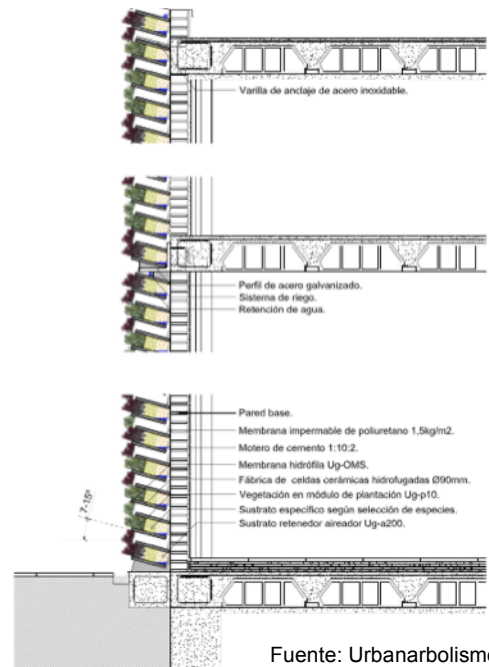 Varilla de anclaje de acero inoxidable.
Perfil de acero galvanizado.
Sistema de riego.
Retención de agua.
Pared base.
Membrana impermable de poliuretano 1,5kg/m2.
Motero de cemento 1:10:2.
Membrana hidrófila Ug-OMS.
Fábrica de celdas cerámicas hidrofugadas Ø90mm.
Vegetación en módulo de plantación Ug-p10.
Sustrato específico según selección de especies.
Sustrato retenedor aireador Ug-a200.
7-15º
Fuente: Urbanarbolismo